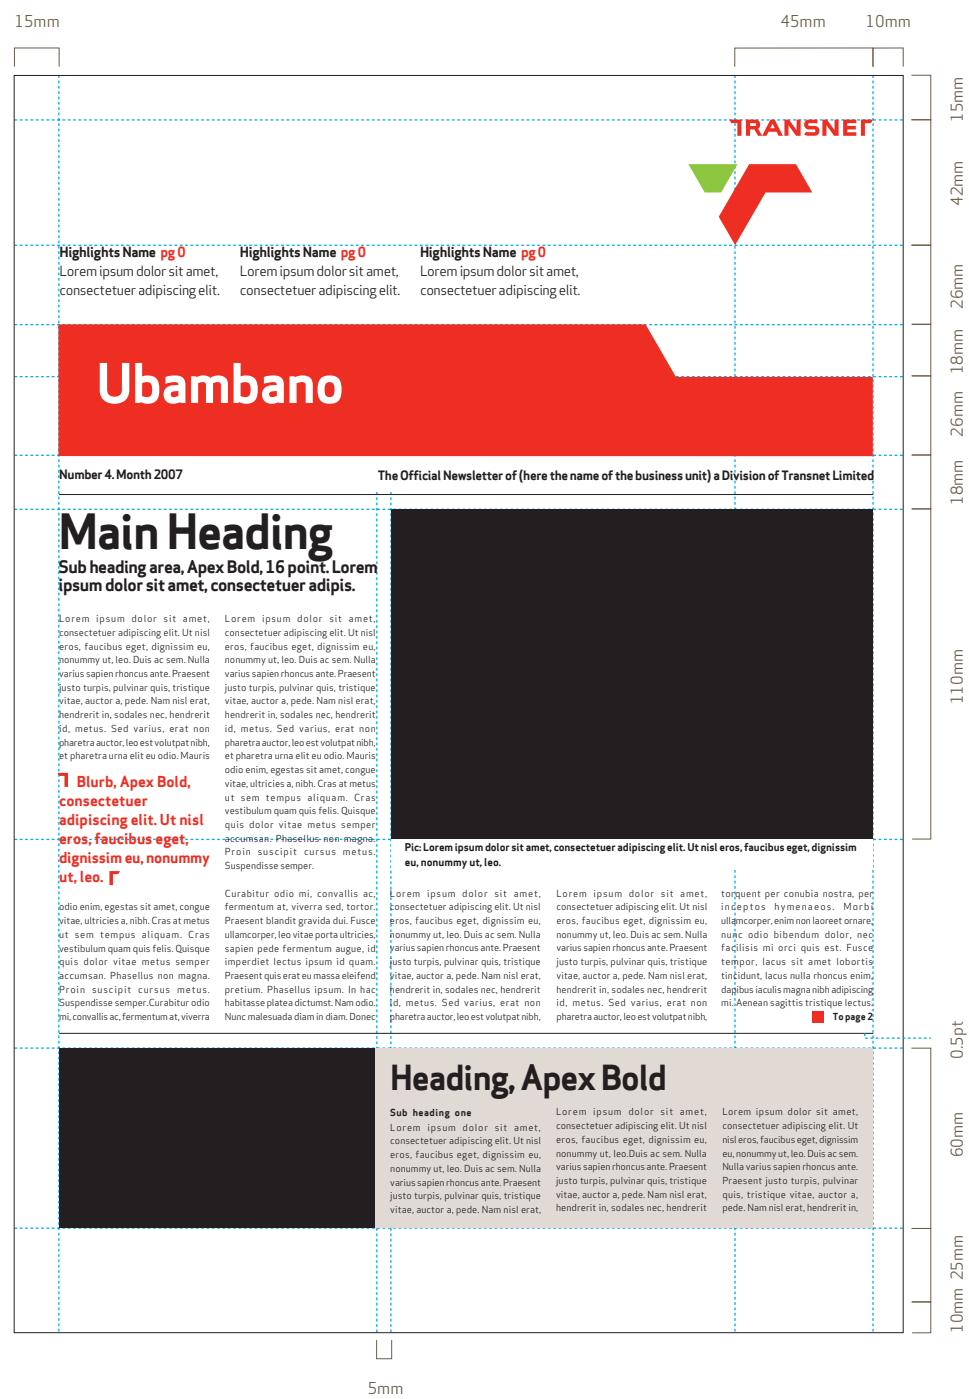 15mm
45mm
10mm
15mm
42mm
26mm
18mm
26mm
18mm
110mm
0.5pt
60mm
25mm
10mm
5mm
TRANSNET
Highlights Name pg 0
Lorem ipsum dolor sit amet,
consectetuer adipiscing elit.
Highlights Name pg 0
Lorem ipsum dolor sit amet,
consectetuer adipiscing elit.
Highlights Name pg 0
Lorem ipsum dolor sit amet,
consectetuer adipiscing elit.
Ubambano
Number 4. Month 2007
The Official Newsletter of (here the name of the business unit) a Division of Transnet Limited
Main Heading
Sub heading area, Apex Bold, 16 point. Lorem
ipsum dolor sit amet, consectetuer adipis.
Lorem ipsum dolor sit amet,
consectetuer adipiscing elit. Ut nisl
eros, faucibus eget, dignissim eu,
nonummy ut, leo. Duis ac sem. Nulla
varius sapien rhoncus ante. Praesent
justo turpis, pulvinar quis, tristique
vitae, auctor a, pede. Nam nisl erat,
hendrerit in, sodales nec, hendrerit
id, metus. Sed varius, erat non
pharetra auctor, leo est volutpat nibh,
et pharetra urna elit eu odio. Mauris
Blurb, Apex Bold,
consectetuer
adipiscing elit. Ut nisl
eros, faucibus eget,
dignissim eu, nonummy
ut, leo.
odio enim, egestas sit amet, congue
vitae, ultricies a, nibh. Cras at metus
ut sem tempus aliquam. Cras
vestibulum quam quis felis. Quisque
quis dolor vitae metus semper
accumsan. Phasellus non magna.
Proin suscipit cursus metus.
Suspendisse semper.Curabitur odio
mi, convallis ac, fermentum at, viverra
Lorem ipsum dolor sit amet,
consectetuer adipiscing elit. Ut nisl
eros, faucibus eget, dignissim eu,
nonummy ut, leo. Duis ac sem. Nulla
varius sapien rhoncus ante. Praesent
justo turpis, pulvinar quis, tristique
vitae, auctor a, pede. Nam nisl erat,
hendrerit in, sodales nec, hendrerit
id, metus. Sed varius, erat non
pharetra auctor, leo est volutpat nibh,
et pharetra urna elit eu odio. Mauris
odio enim, egestas sit amet, congue
vitae, ultricies a, nibh. Cras at metus
ut sem tempus aliquam. Cras
vestibulum quam quis felis. Quisque
quis dolor vitae metus semper
accumsan. Phasellus non magna.
Proin suscipit cursus metus.
Suspendisse semper.
Curabitur odio mi, convallis ac,
fermentum at, viverra sed, tortor.
Praesent blandit gravida dui. Fusce
ullamcorper, leo vitae porta ultricies,
sapien pede fermentum augue, id
imperdiet lectus ipsum id quam.
Praesent quis erat eu massa eleifend
pretium. Phasellus ipsum. In hac
habitasse platea dictumst. Nam odio.
Nunc malesuada diam in diam. Donec
Pic: Lorem ipsum dolor sit amet, consectetuer adipiscing elit. Ut nisl eros, faucibus eget, dignissim
eu, nonummy ut, leo.
Lorem ipsum dolor sit amet,
consectetuer adipiscing elit. Ut nisl
eros, faucibus eget, dignissim eu,
nonummy ut, leo. Duis ac sem. Nulla
varius sapien rhoncus ante. Praesent
justo turpis, pulvinar quis, tristique
vitae, auctor a, pede. Nam nisl erat,
hendrerit in, sodales nec, hendrerit
id, metus. Sed varius, erat non
pharetra auctor, leo est volutpat nibh,
Lorem ipsum dolor sit amet,
consectetuer adipiscing elit. Ut nisl
eros, faucibus eget, dignissim eu,
nonummy ut, leo. Duis ac sem. Nulla
varius sapien rhoncus ante. Praesent
justo turpis, pulvinar quis, tristique
vitae, auctor a, pede. Nam nisl erat,
hendrerit in, sodales nec, hendrerit
id, metus. Sed varius, erat non
pharetra auctor, leo est volutpat nibh,
torquent per conubia nostra, per
inceptos hymenaeos. Morbi
ullamcorper, enim non laoreet ornare,
nunc odio bibendum dolor, nec
facilisis mi orci quis est. Fusce
tempor, lacus sit amet lobortis
tincidunt, lacus nulla rhoncus enim,
dapibus iaculis magna nibh adipiscing
mi. Aenean sagittis tristique lectus.
To page 2
Heading, Apex Bold
Sub heading one
Lorem ipsum dolor sit amet,
consectetuer adipiscing elit. Ut nisl
eros, faucibus eget, dignissim eu,
nonummy ut, leo. Duis ac sem. Nulla
varius sapien rhoncus ante. Praesent
justo turpis, pulvinar quis, tristique
vitae, auctor a, pede. Nam nisl erat,
Lorem ipsum dolor sit amet,
consectetuer adipiscing elit. Ut nisl
eros, faucibus eget, dignissim eu,
nonummy ut, leo.Duis ac sem. Nulla
varius sapien rhoncus ante. Praesent
justo turpis, pulvinar quis, tristique
vitae, auctor a, pede. Nam nisl erat,
hendrerit in, sodales nec, hendrerit
Lorem ipsum dolor sit amet,
consectetuer adipiscing elit. Ut
nisl eros, faucibus eget, dignissim
eu, nonummy ut, leo. Duis ac sem.
Nulla varius sapien rhoncus ante.
Praesent justo turpis, pulvinar
quis, tristique vitae, auctor a,
pede. Nam nisl erat, hendrerit in,